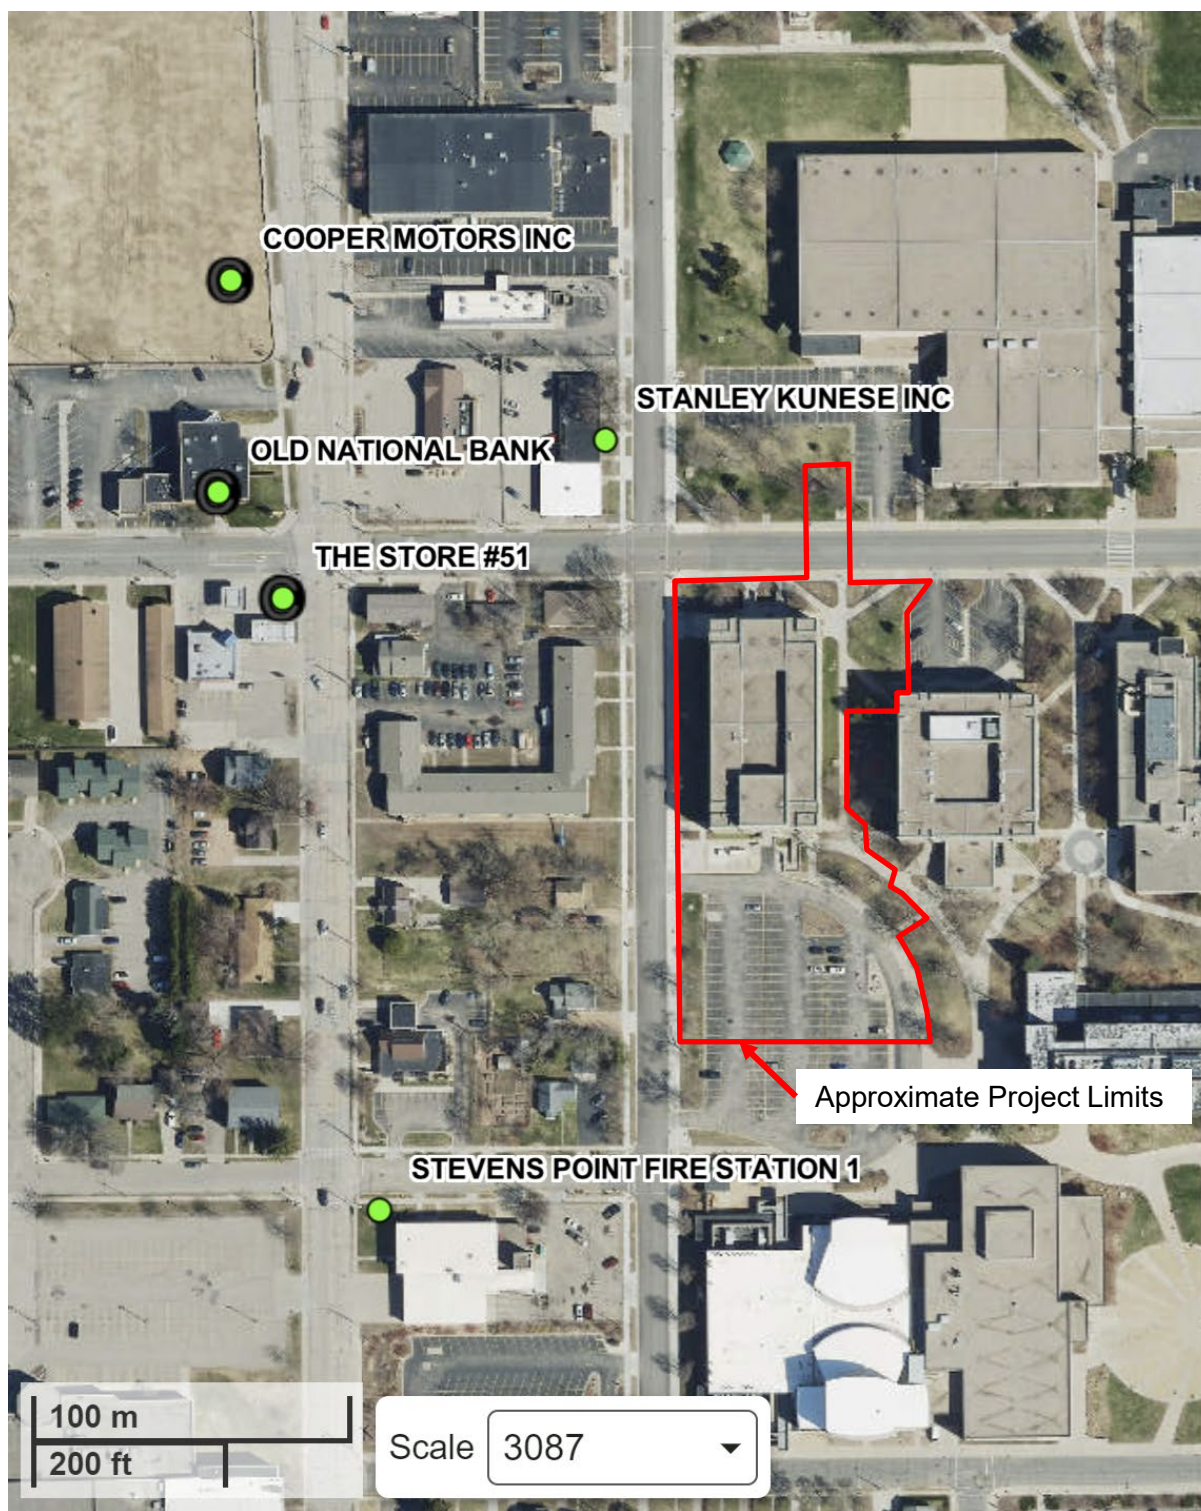 COOPER MOTORS INC
STANLEY KUNESE INC
OLD NATIONAL BANK
THE STORE #51
Approximate Project Limits
STEVENS POINT FIRE STATION 1
100 m
200 ft
Scale 3087